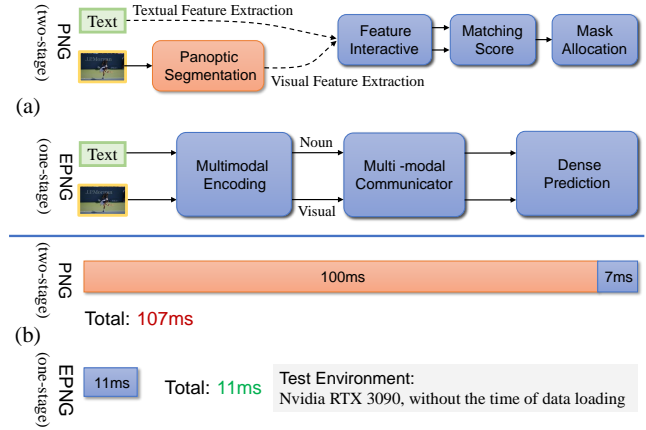 PNG
(two-stage)
Text
Textual Feature Extraction
Panoptic
Segmentation
Visual Feature Extraction
Feature
Interactive
Matching
Score
Mask
Allocation
(a)
EPNG
(one-stage)
Text
Multimodal
Encoding
Noun
Visual
Multi -modal
Communicator
Dense
Prediction
PNG
(two-stage)
100ms
7ms
Total: 107ms
(b)
EPNG
(one-stage)
11ms
Total: 11ms
Test Environment:
Nvidia RTX 3090, without the time of data loading